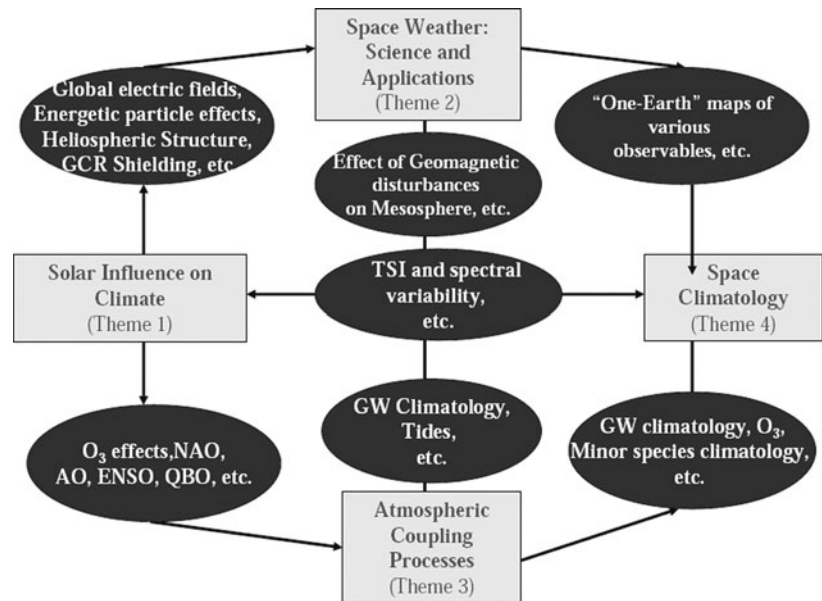 Space Weather:
Science and
Applications
(Theme 2)
Global electric fields,
Energetic particle effects,
Heliospheric Structure,
GCR Shielding, etc
"One-Earth" maps of
various
observables, etc.
Effect of Geomagnetic
disturbances
on Mesosphere, etc.
Solar Influence on
Climate
(Theme 1)
TSI and spectral
variability,
etc.
Space
Climatology
(Theme 4)
GW Climatology,
Tides,
etc.
O₃ effects,NAO,
AO, ENSO, QBO, etc.
GW climatology, O₃,
Minor species climatology,
etc.
Atmospheric
Coupling
Processes
(Theme 3)